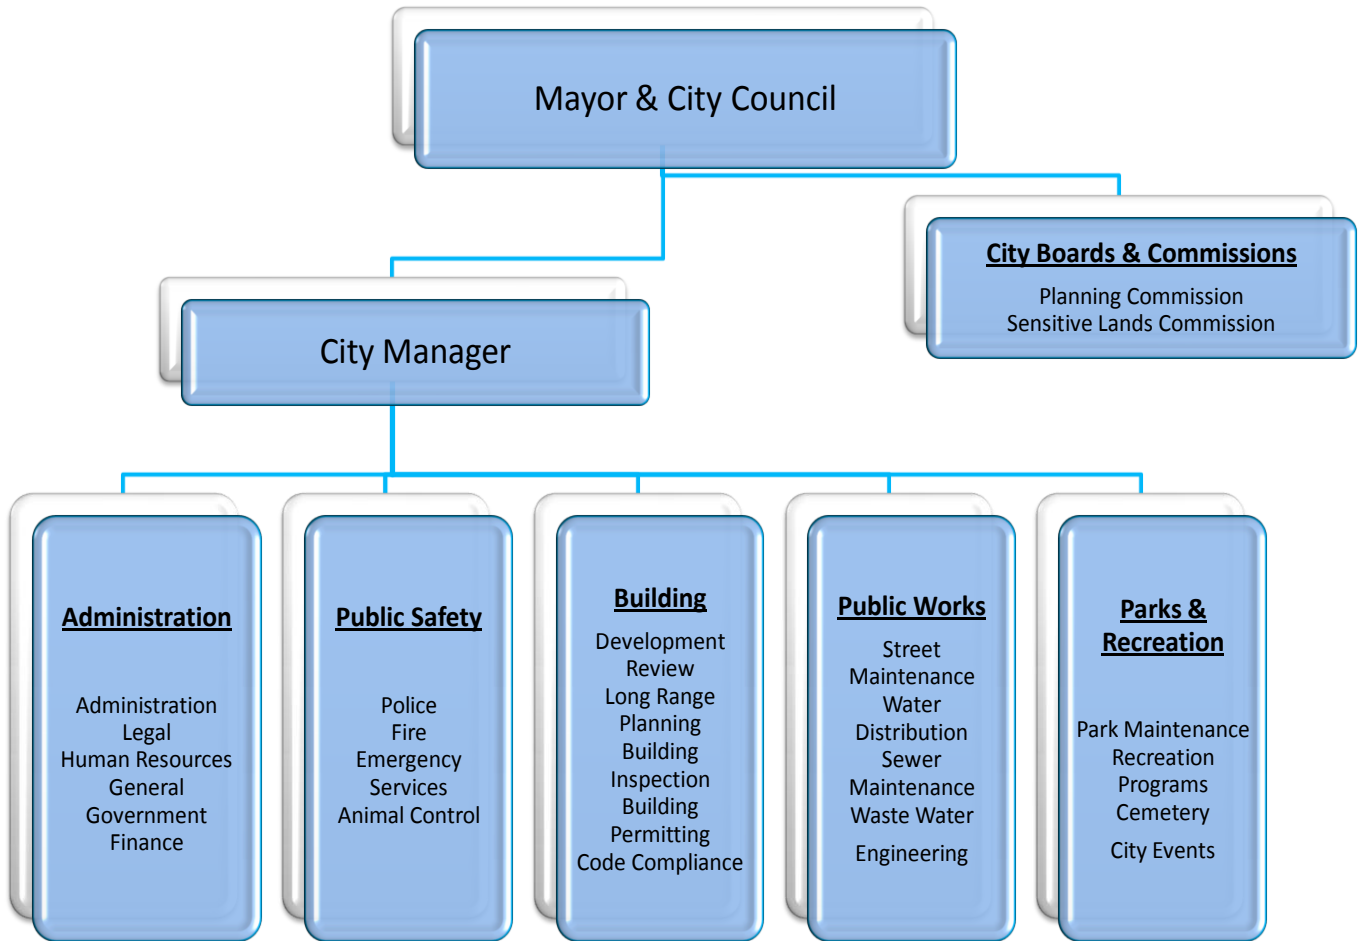 Mayor & City Council
City Boards & Commissions
Planning Commission
Sensitive Lands Commission
City Manager
Administration
Administration
Legal
Human Resources
General
Government
Finance
Public Safety
Police
Fire
Emergency
Services
Animal Control
Building
Development
Review
Long Range
Planning
Building
Inspection
Building
Permitting
Code Compliance
Public Works
Street
Maintenance
Water
Distribution
Sewer
Maintenance
Waste Water
Engineering
Parks &
Recreation
Park Maintenance
Recreation
Programs
Cemetery
City Events